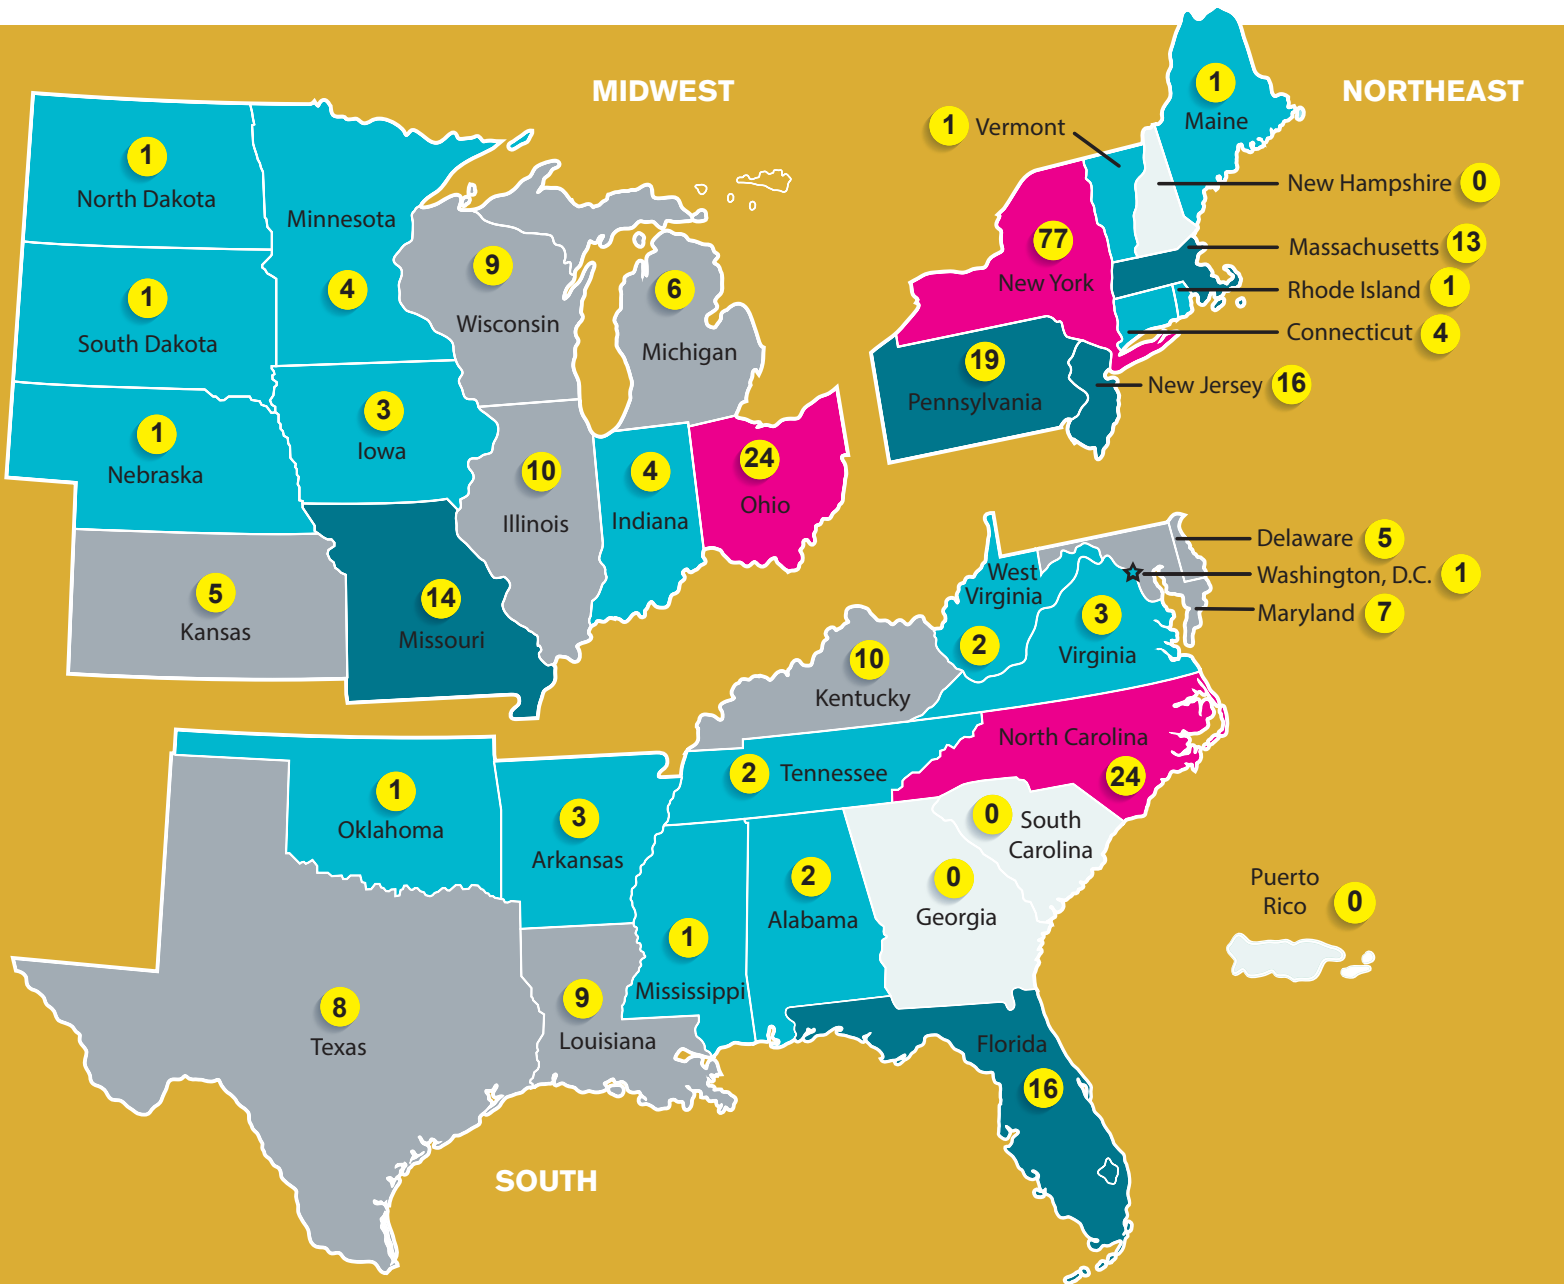 MIDWEST
1
North Dakota
Minnesota
4
1
South Dakota
9
Wisconsin
6
Michigan
1
Nebraska
3
Iowa
10
Illinois
4
Indiana
24
Ohio
5
Kansas
14
Missouri
NORTHEAST
1
Maine
1 Vermont
New Hampshire 0
77
New York
Massachusetts 13
Rhode Island 1
Connecticut 4
19
Pennsylvania
New Jersey 16
Delaware 5
Washington, D.C. 1
Maryland 7
West
Virginia
2
3
Virginia
10
Kentucky
North Carolina
24
2 Tennessee
1
Oklahoma
3
Arkansas
0 South
Carolina
2
Alabama
0
Georgia
1
Mississippi
8
Texas
9
Louisiana
Florida
16
Puerto
Rico 0
SOUTH